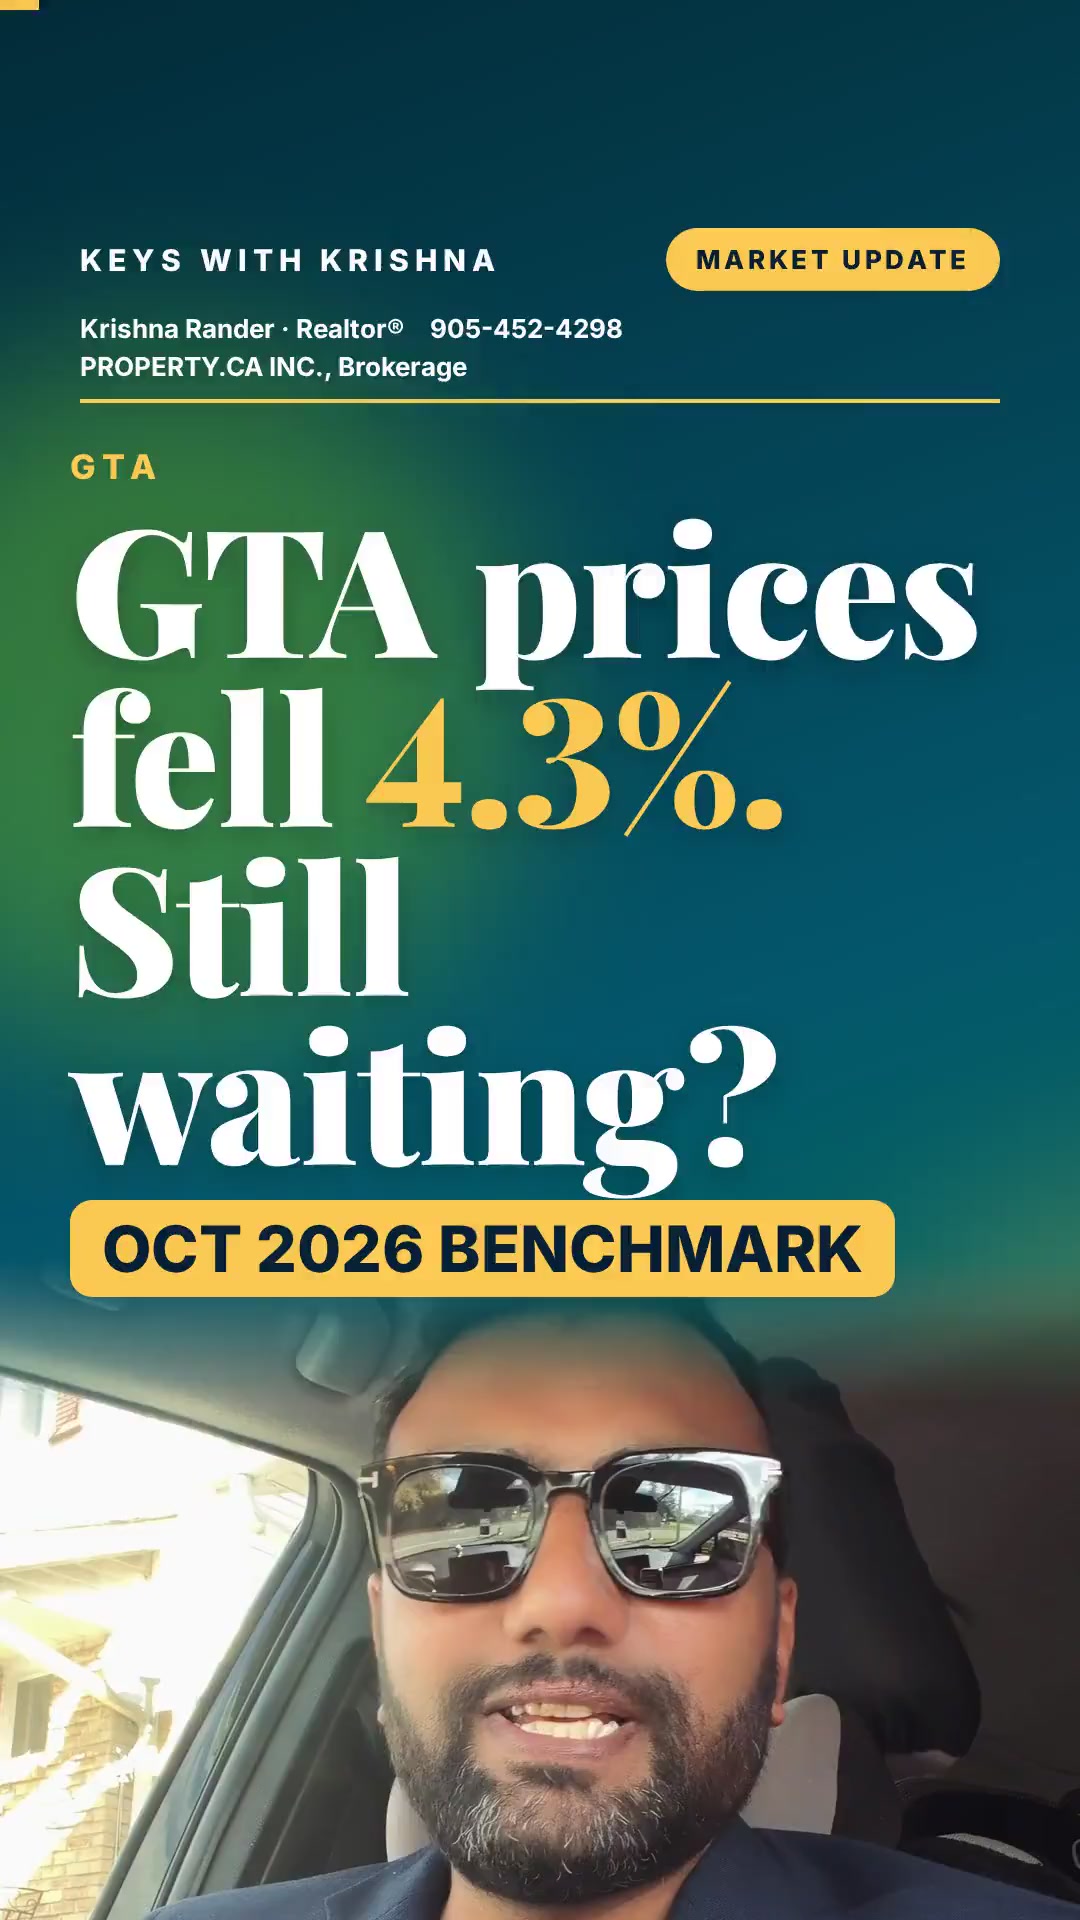 KEYS WITH KRISHNA
MARKET UPDATE
Krishna Rander · Realtor® 905-452-4298
PROPERTY.CA INC., Brokerage
GTA
GTA prices
fell 4.3%.
Still
waiting?
OCT 2026 BENCHMARK